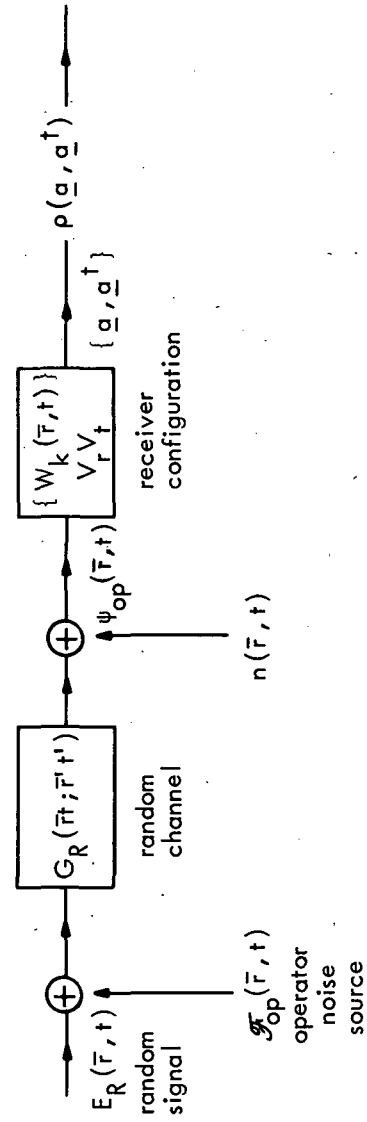 E_R(r̄,t)
random
signal
+
ℱ_op(r̄,t)
operator
noise
source
G_R(r̄t;r̄'t')
random
channel
+
n(r̄,t)
ψ_op(r̄,t)
{W_k(r̄,t)}
V_r V_t
receiver
configuration
{a̲,a̲†}
ρ(a̲,a̲†)